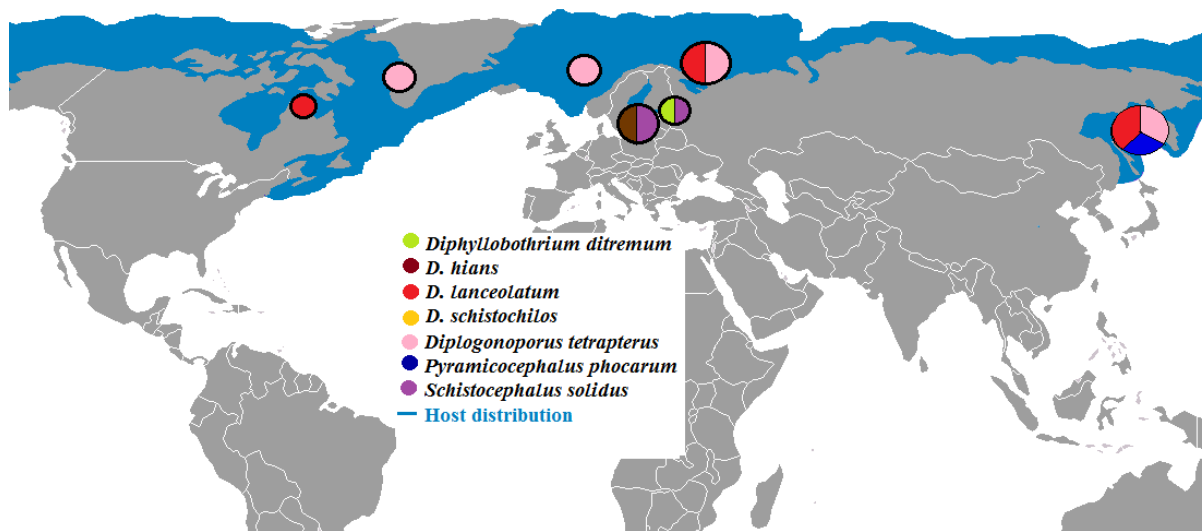 Diphyllobothrium ditremum
D. hians
D. lanceolatum
D. schistochilos
Diplogonoporus tetrapterus
Pyramicocephalus phocarum
Schistocephalus solidus
Host distribution